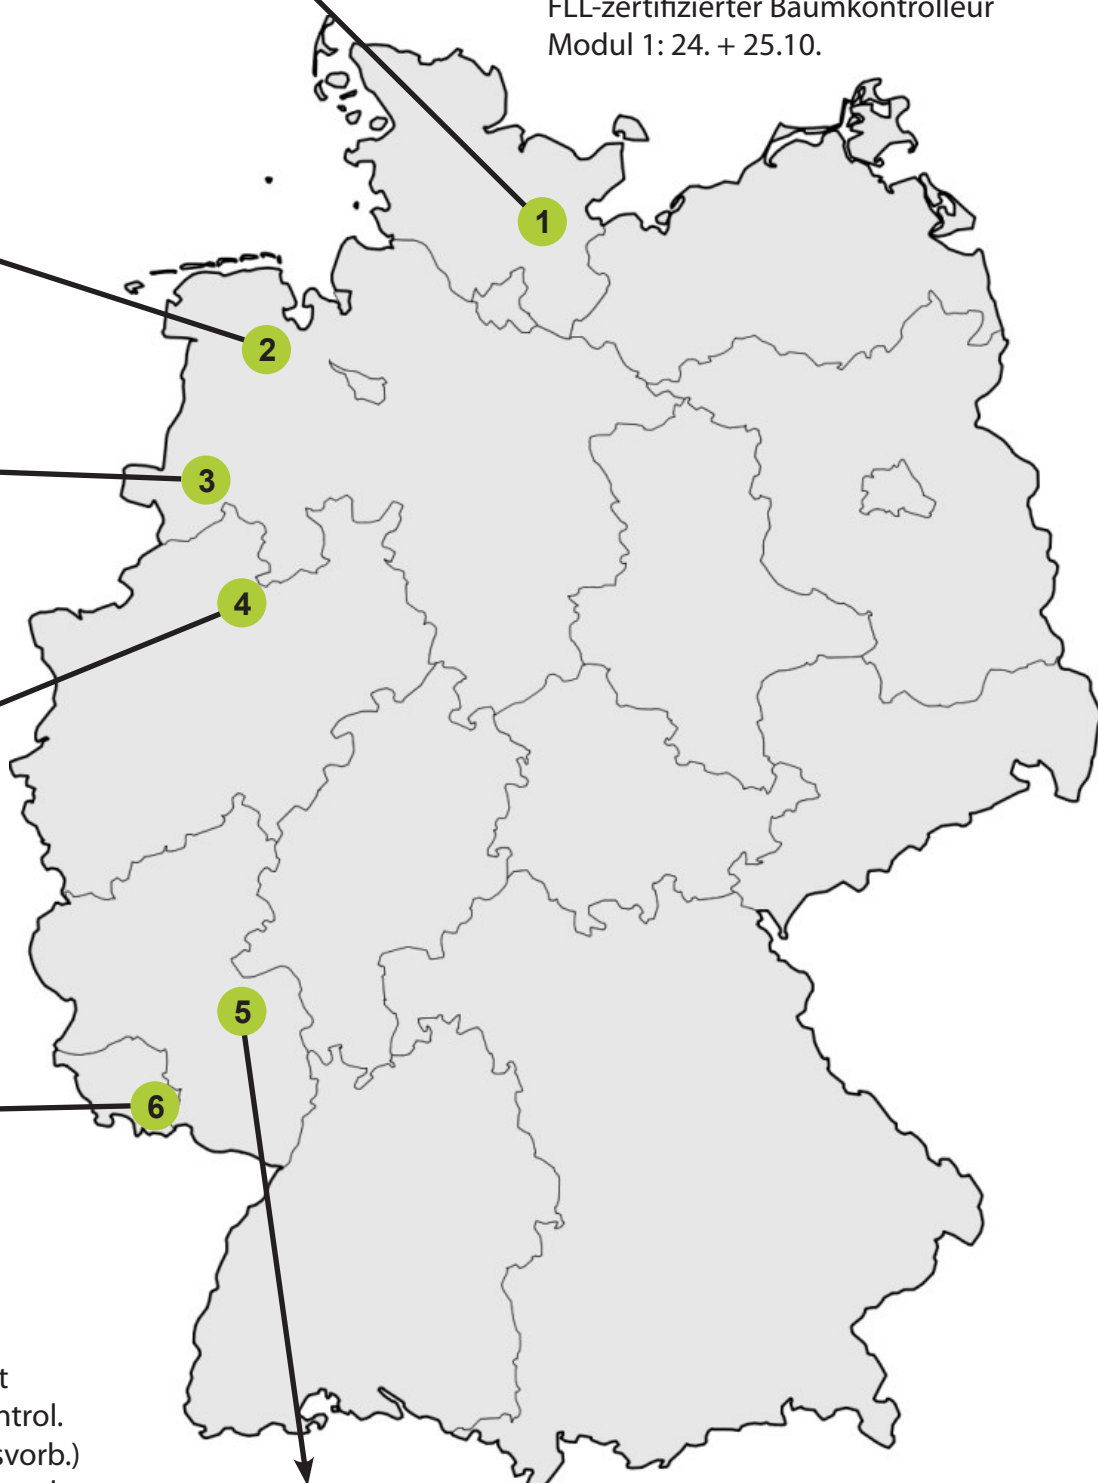 FLL-zertifizierter Baumkontrolleur
Modul 1: 24. + 25.10.
1
2
3
4
5
6
t
ntrol.
svorb.)